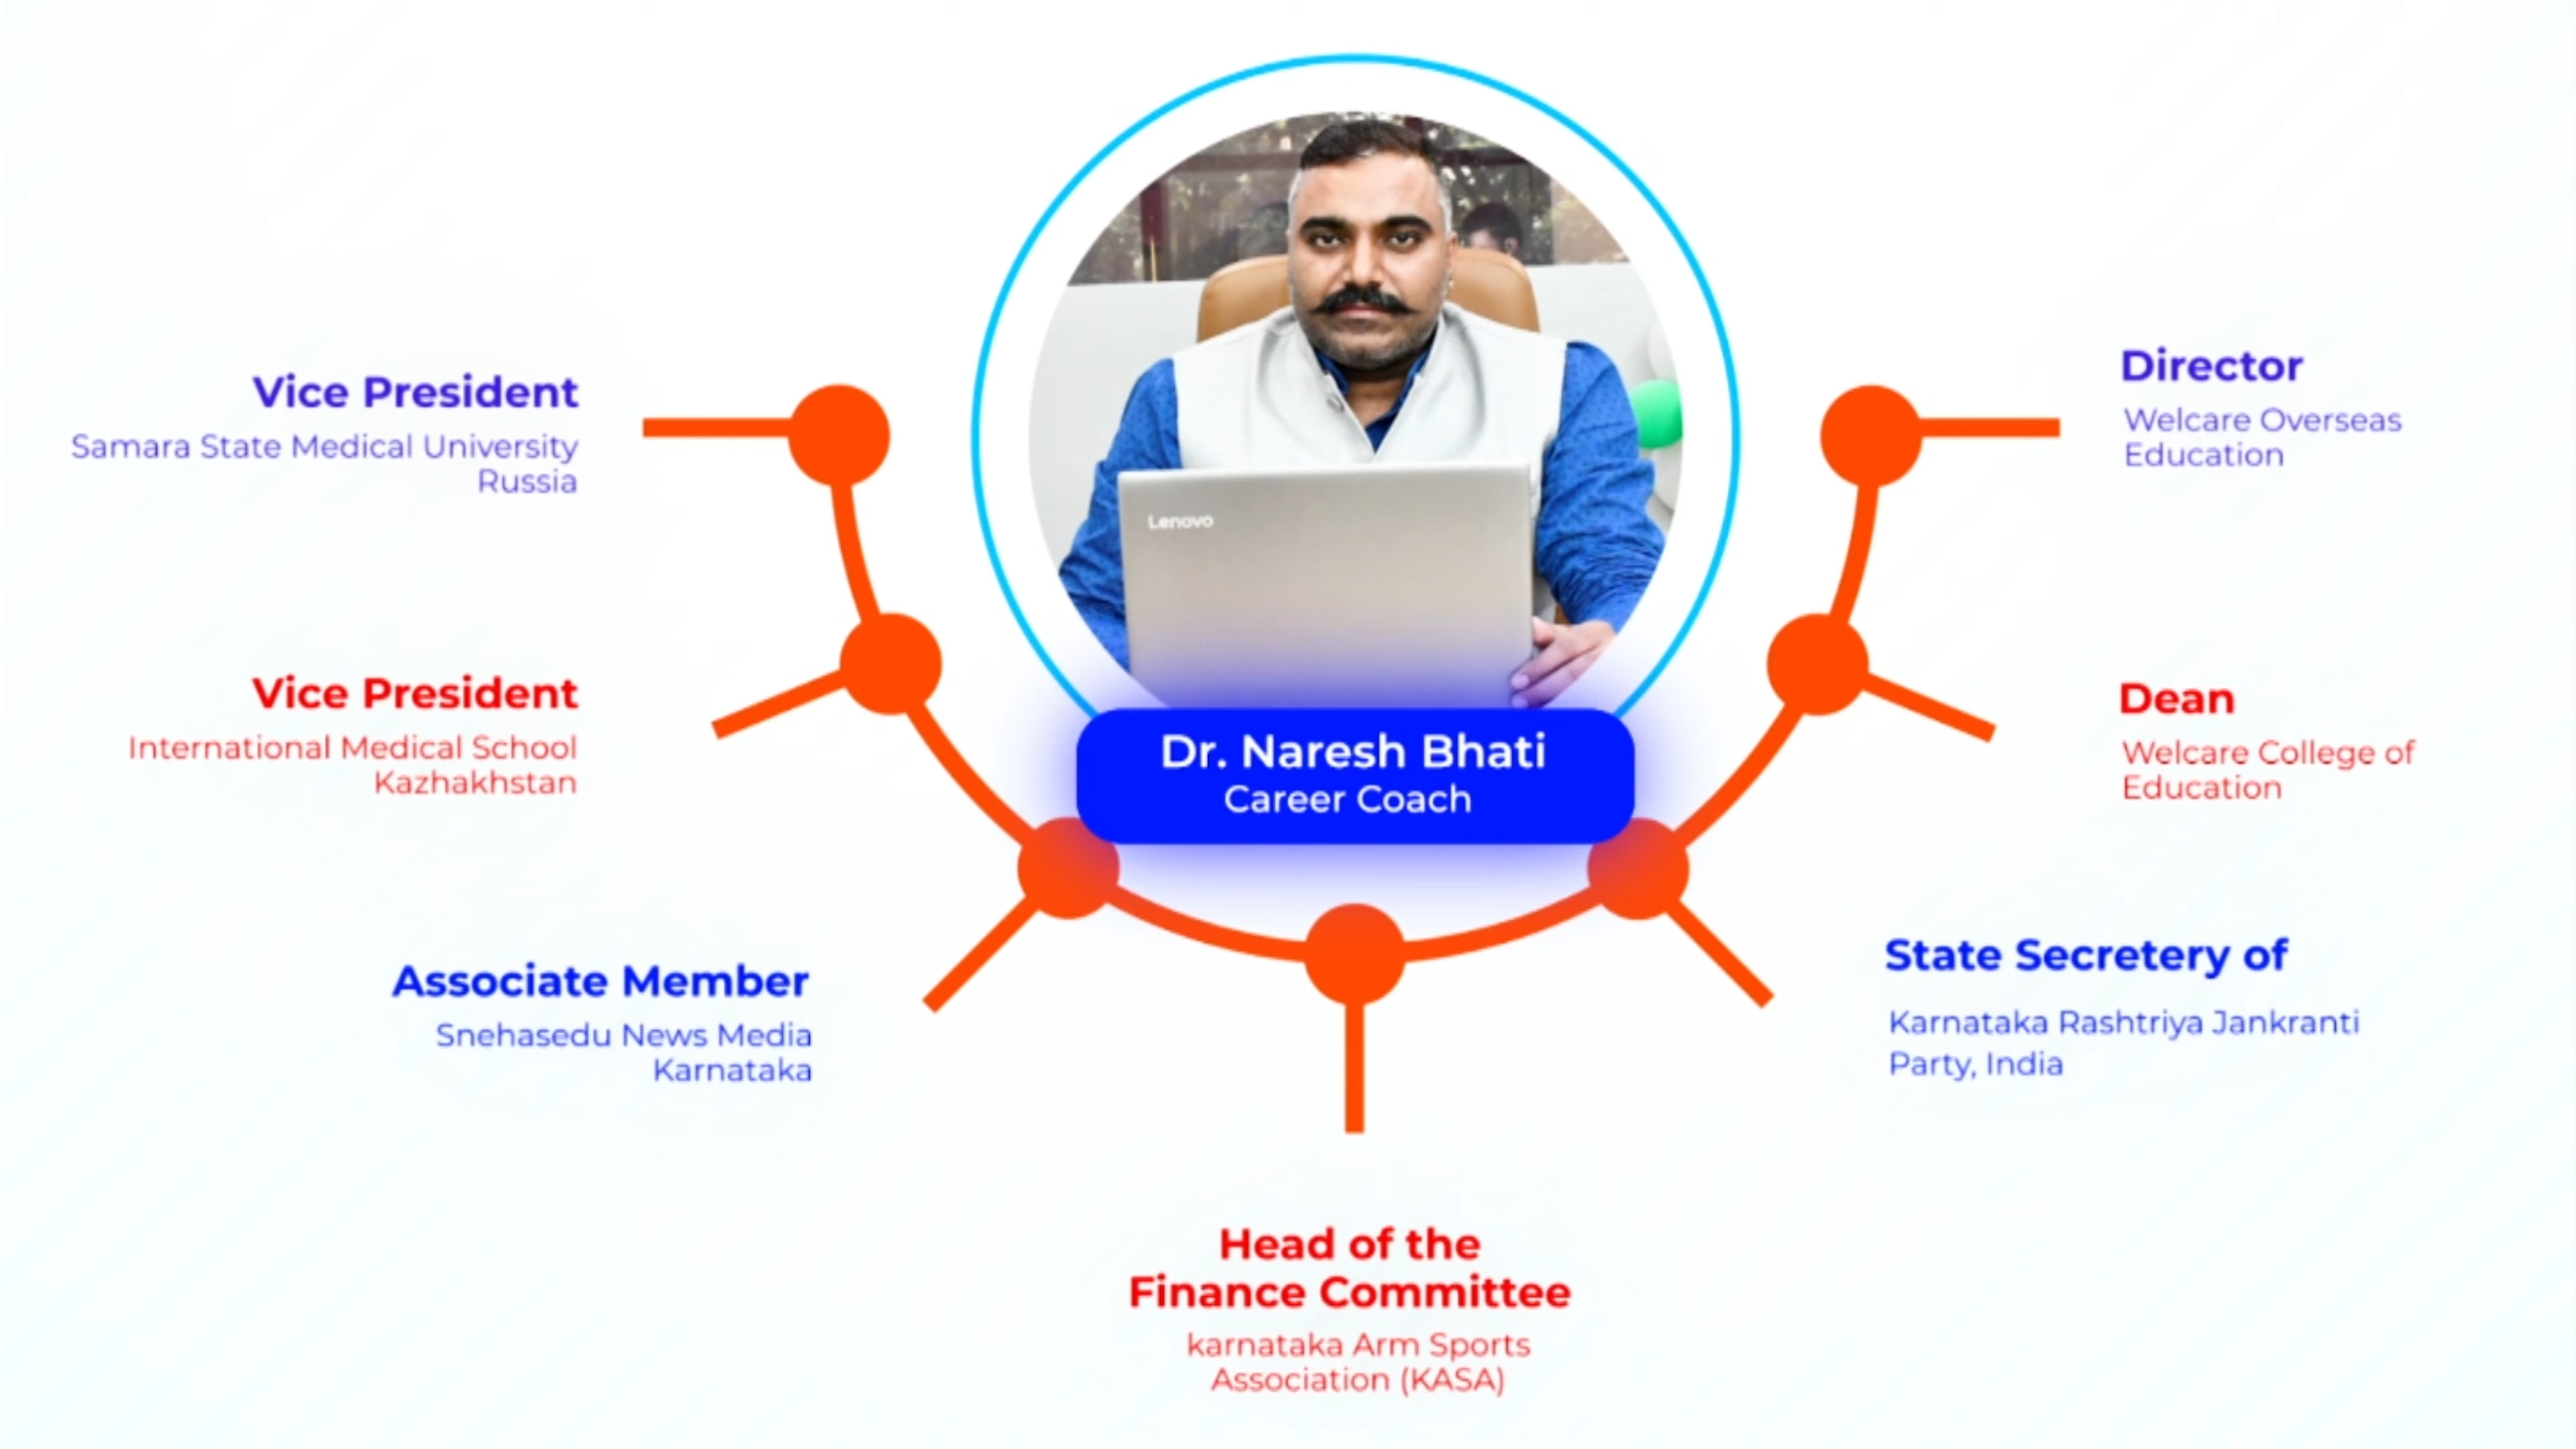 Lenovo
Dr. Naresh Bhati
Career Coach
Vice President
Samara State Medical University
Russia
Vice President
International Medical School
Kazhakhstan
Associate Member
Snehasedu News Media
Karnataka
Head of the
Finance Committee
karnataka Arm Sports
Association (KASA)
State Secretery of
Karnataka Rashtriya Jankranti
Party, India
Dean
Welcare College of
Education
Director
Welcare Overseas
Education